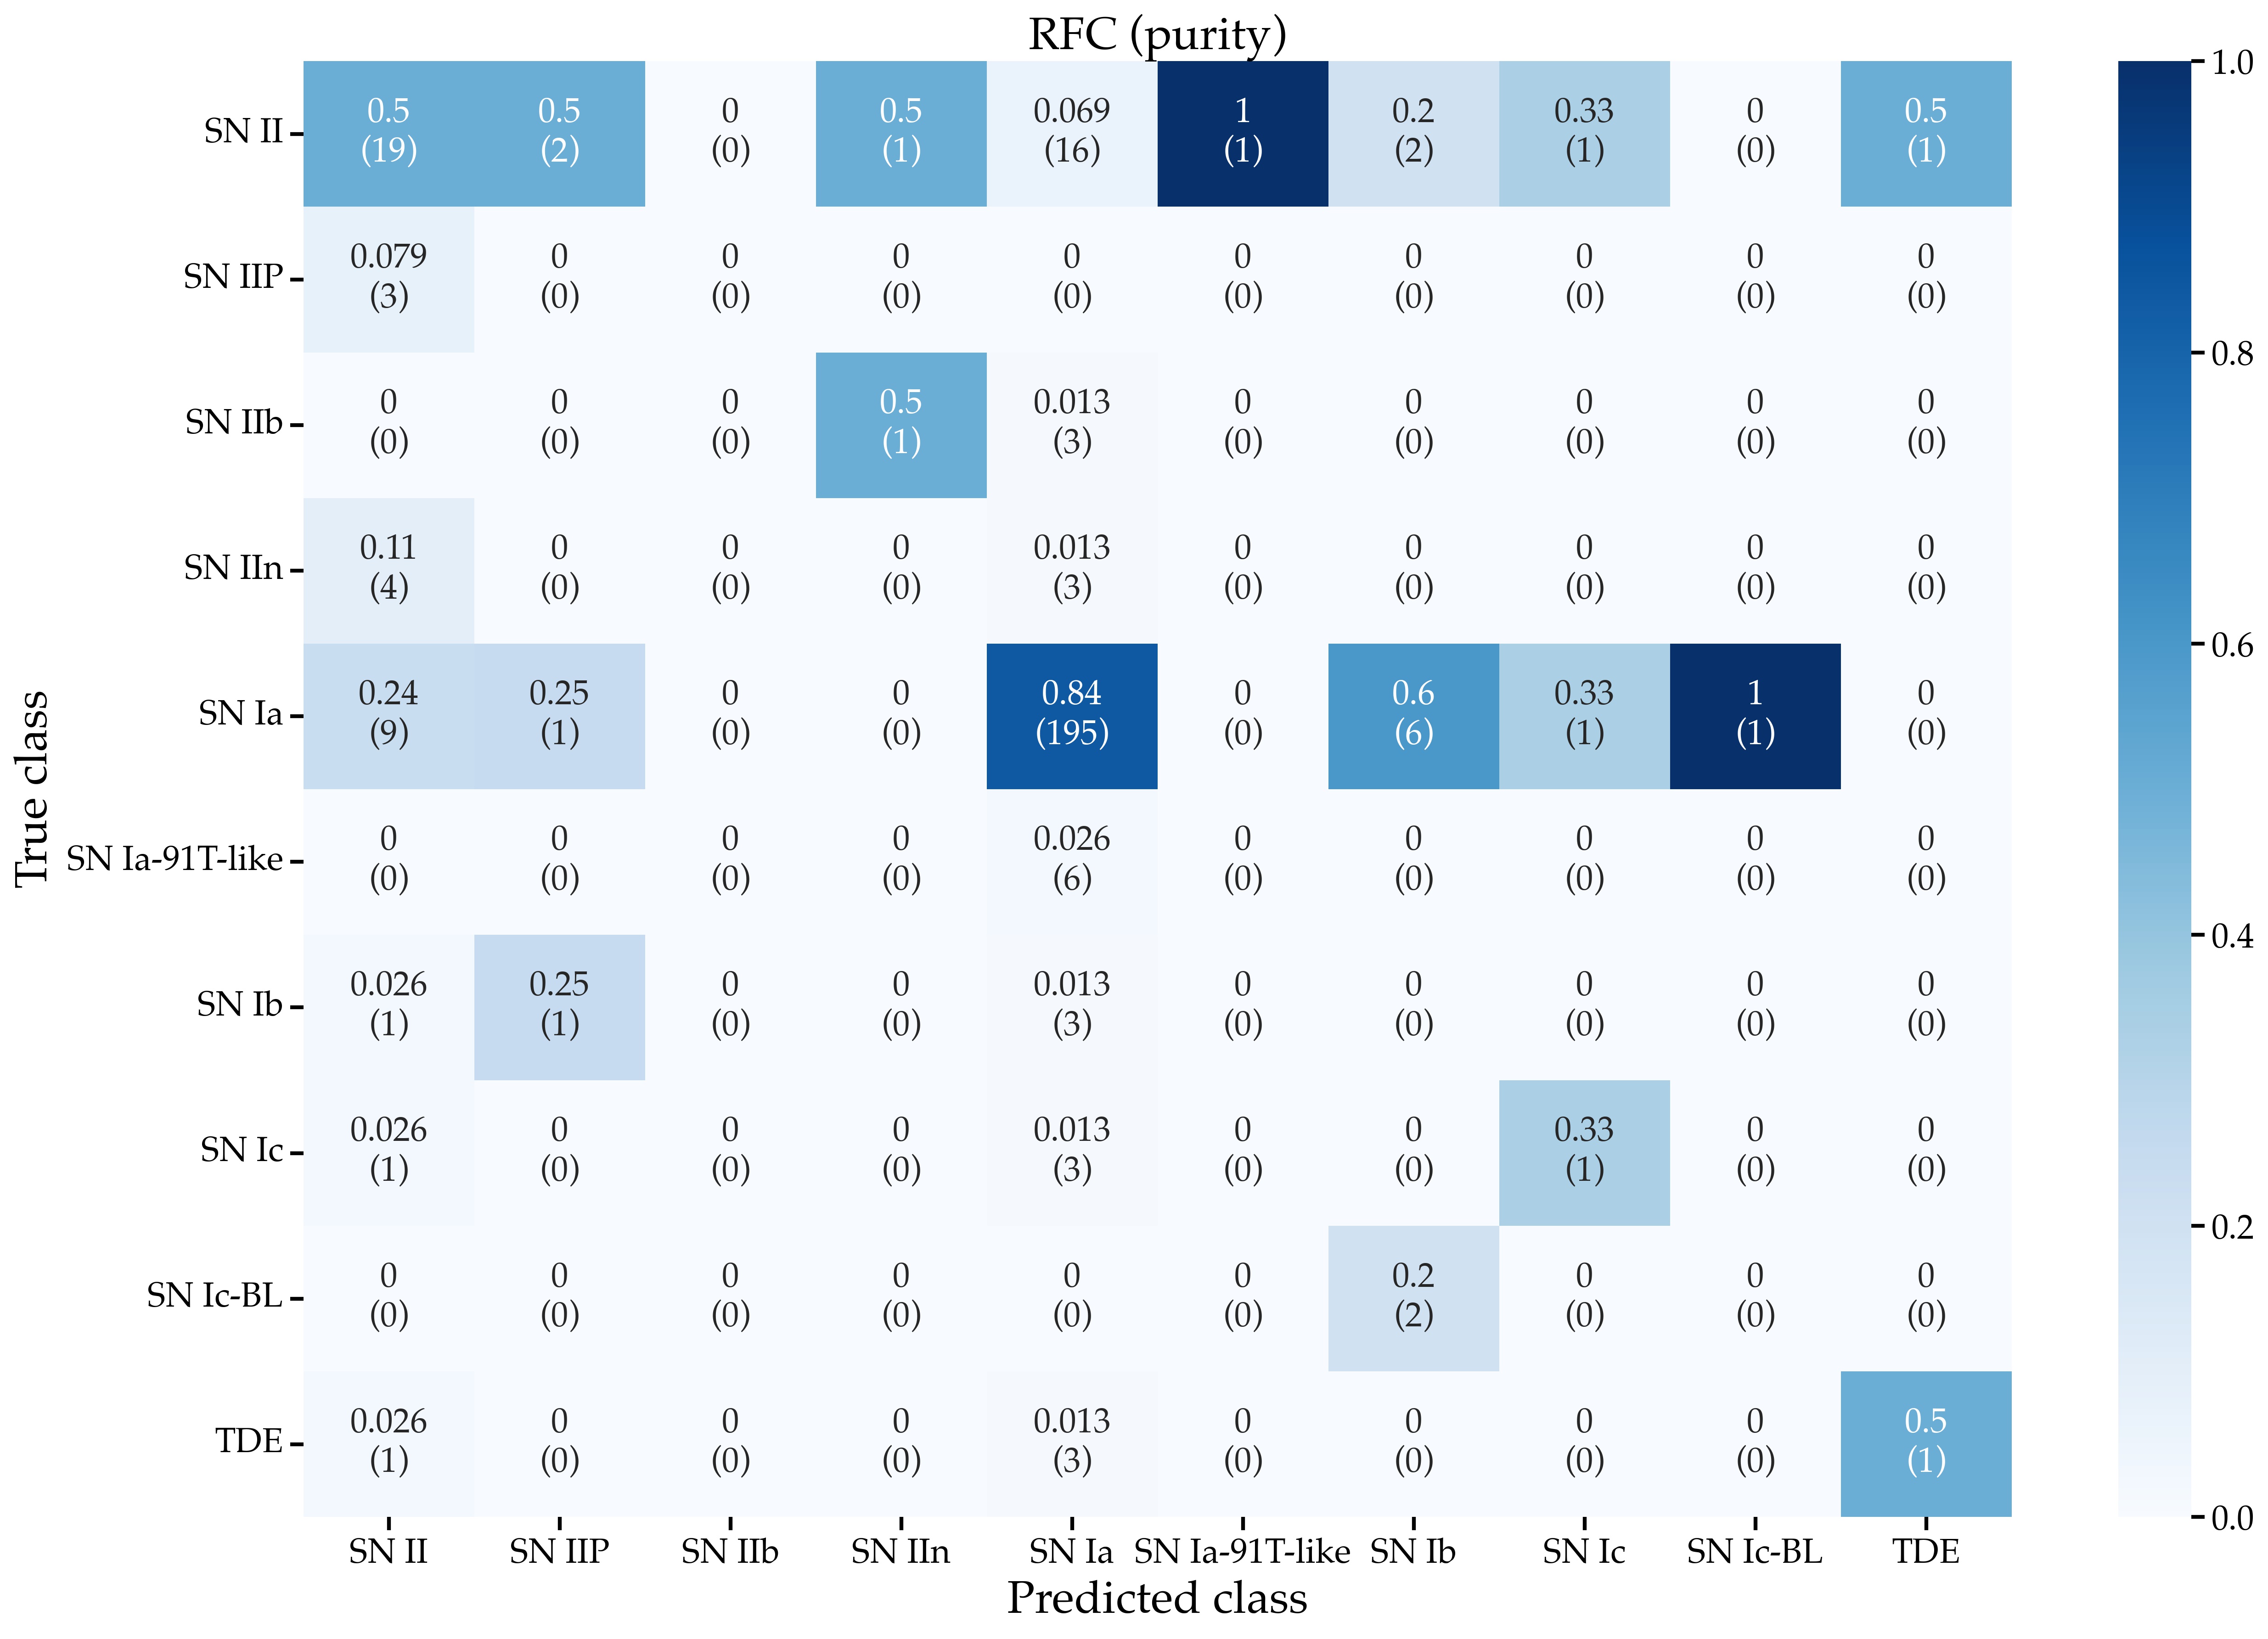 RFC (purity)
1.0
0.5 0.5 0 0.5 0.069 1 0.2 0.33 0 0.5
SN II
(19) (2) (0) (1) (16) (1) (2) (1) (0) (1)
0.079 0 0 0 0 0 0 0 0 0
SN IIP
(3) (0) (0) (0) (0) (0) (0) (0) (0) (0)
0.8
0 0 0 0.5 0.013 0 0 0 0 0
SN IIb
(0) (0) (0) (1) (3) (0) (0) (0) (0) (0)
0.11 0 0 0 0.013 0 0 0 0 0
SN IIn
(4) (0) (0) (0) (3) (0) (0) (0) (0) (0)
0.6
0.24 0.25 0 0 0.84 0 0.6 0.33 1 0
SN Ia
(9) (1) (0) (0) (195) (0) (6) (1) (1) (0)
True class
0 0 0 0 0.026 0 0 0 0 0
SN Ia-91T-like
(0) (0) (0) (0) (6) (0) (0) (0) (0) (0)
0.4
0.026 0.25 0 0 0.013 0 0 0 0 0
SN Ib
(1) (1) (0) (0) (3) (0) (0) (0) (0) (0)
0.026 0 0 0 0.013 0 0 0.33 0 0
SN Ic
(1) (0) (0) (0) (3) (0) (0) (1) (0) (0)
0.2
0 0 0 0 0 0 0.2 0 0 0
SN Ic-BL
(0) (0) (0) (0) (0) (0) (2) (0) (0) (0)
0.026 0 0 0 0.013 0 0 0 0 0.5
TDE
(1) (0) (0) (0) (3) (0) (0) (0) (0) (1)
0.0
SN II SN IIP SN IIb SN IIn SN Ia SN Ia-91T-like SN Ib SN Ic SN Ic-BL TDE
Predicted class